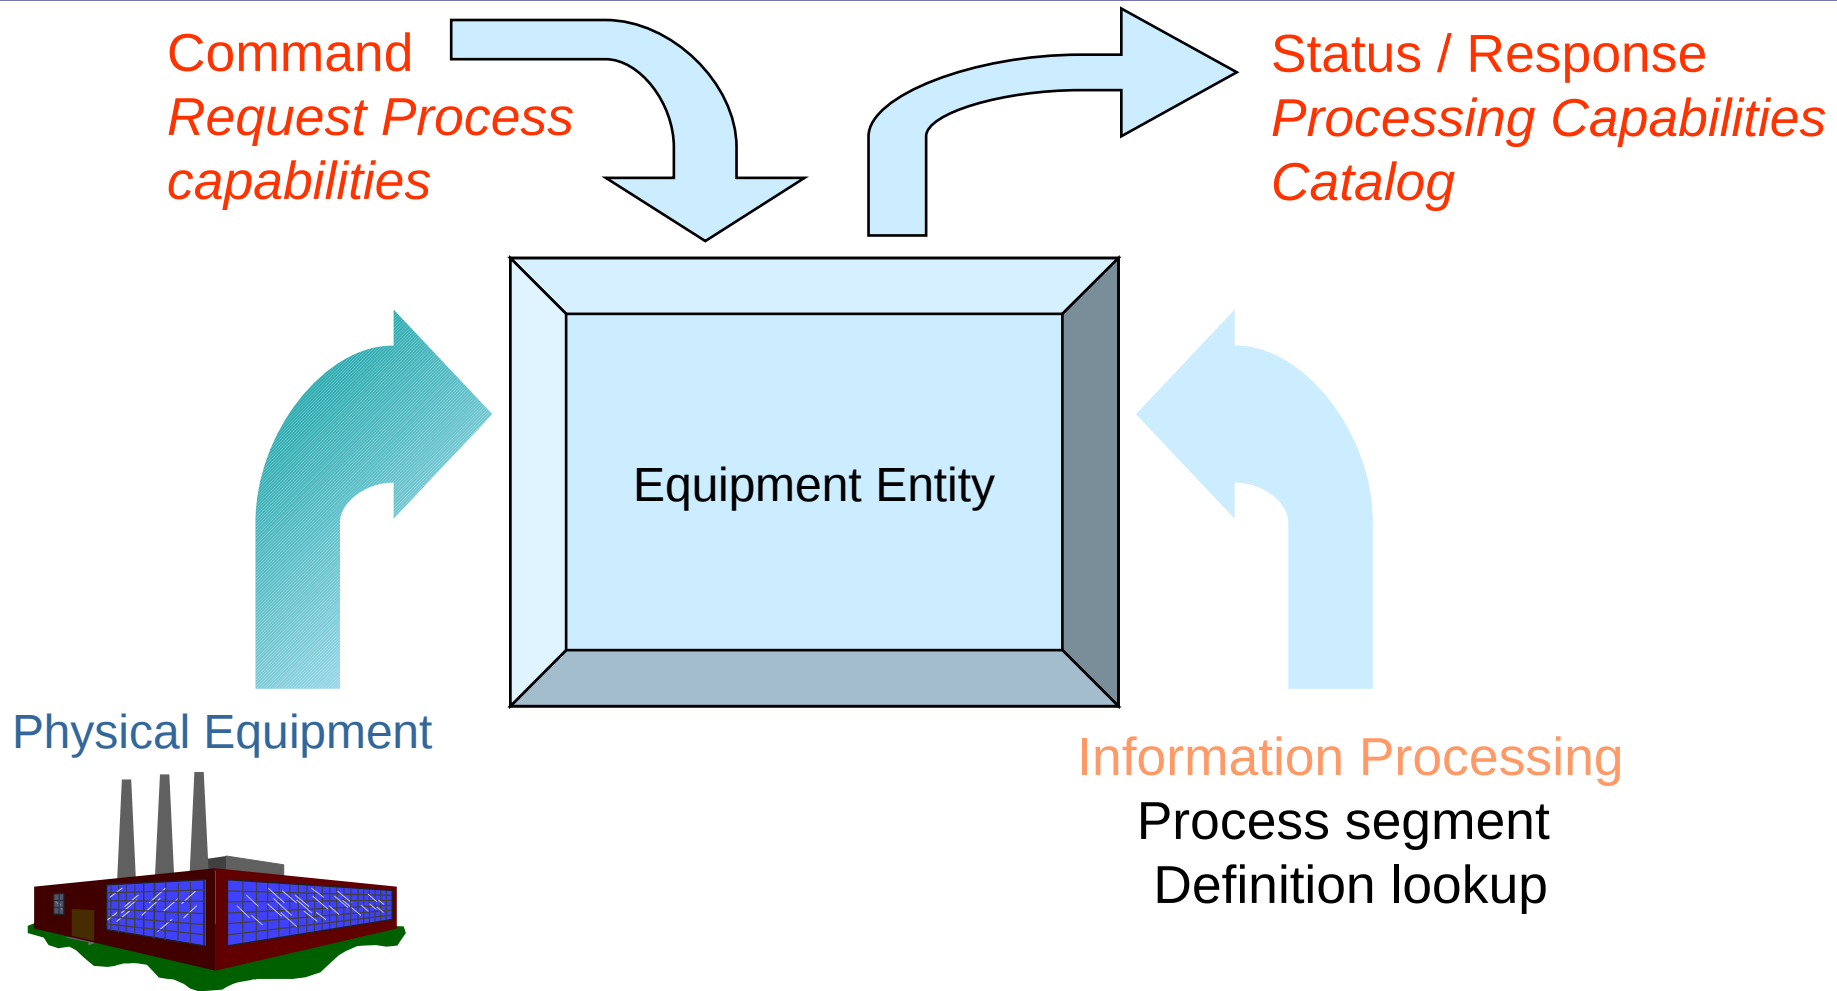 Command
Request Process
capabilities
Status / Response
Processing Capabilities
Catalog
Equipment Entity
Physical Equipment
Information Processing
Process segment
Definition lookup